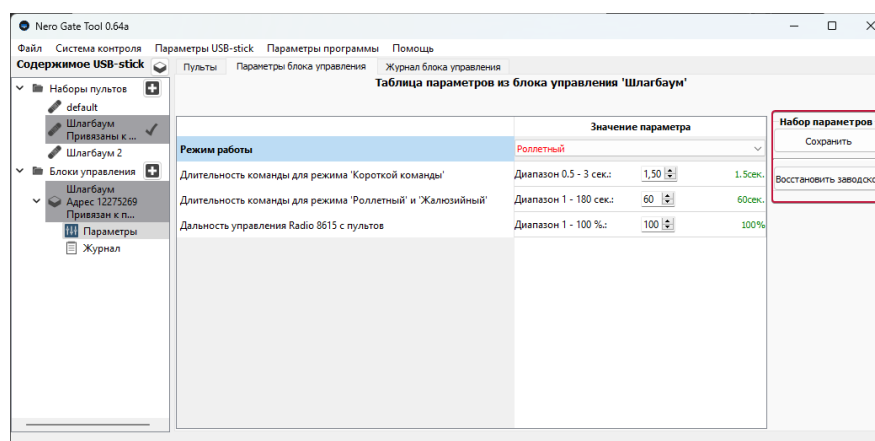 Nero Gate Tool 0.64a
Файл Система контроля Параметры USB-stick Параметры программы Помощь
Содержимое USB-stick
Наборы пультов
default
Шлагбаум
Привязаны к ...
Шлагбаум 2
Блоки управления
Шлагбаум
Адрес 12275269
Привязан к п...
Параметры
Журнал
Пульты Параметры блока управления Журнал блока управления
Таблица параметров из блока управления 'Шлагбаум'
Значение параметра
Режим работы Роллетный
Длительность команды для режима 'Короткой команды' Диапазон 0.5 - 3 сек.: 1,50 1.5сек.
Длительность команды для режима 'Роллетный' и 'Жалюзийный' Диапазон 1 - 180 сек.: 60 60сек.
Дальность управления Radio 8615 с пультов Диапазон 1 - 100 %.: 100 100%
Набор параметров
Сохранить
Восстановить заводско